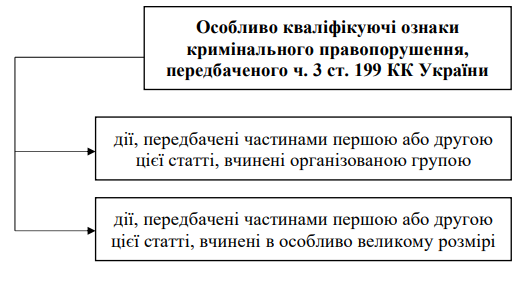 Особливо кваліфікуючі ознаки
кримінального правопорушення,
передбаченого ч. 3 ст. 199 КК України
дії, передбачені частинами першою або другою
цієї статті, вчинені організованою групою
дії, передбачені частинами першою або другою
цієї статті, вчинені в особливо великому розмірі